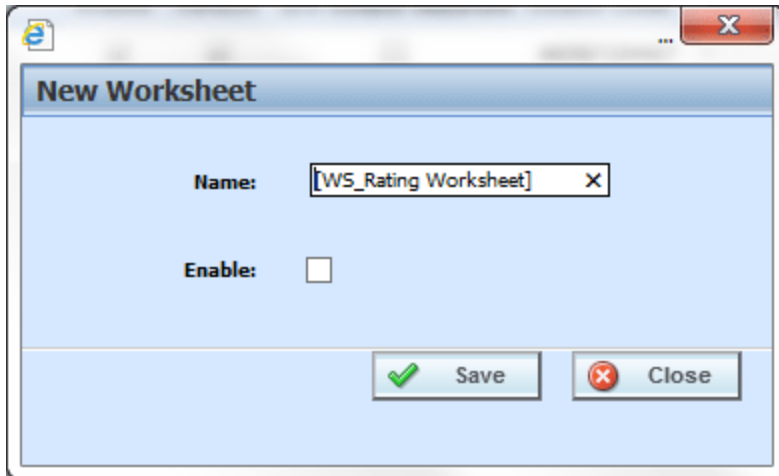 ...
New Worksheet
Name: [WS_Rating Worksheet]
Enable:
Save Close